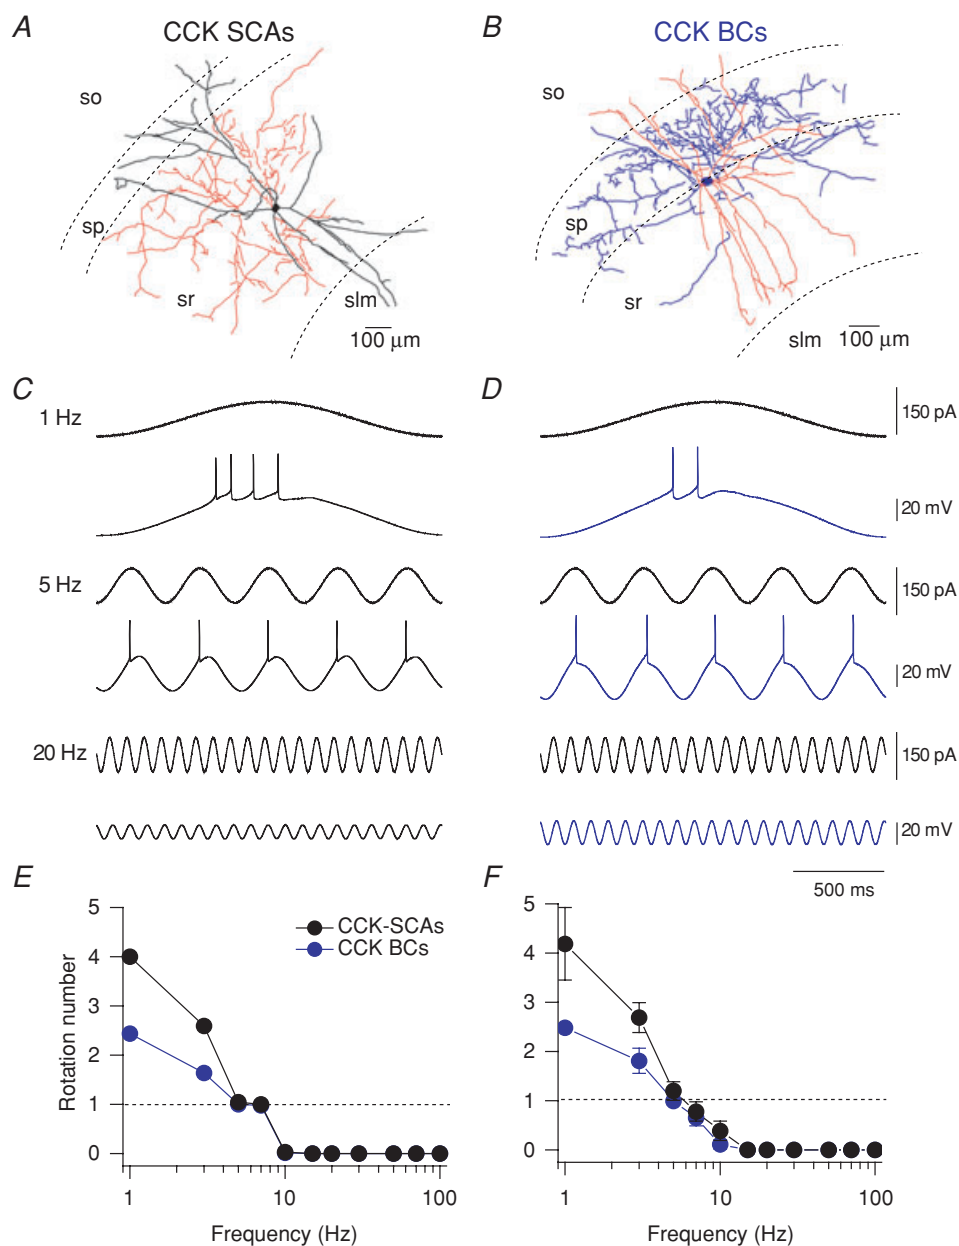 A
CCK SCAs
B
CCK BCs
so
sp
sr
slm
100 µm
so
sp
sr
slm
100 µm
C
D
1 Hz
150 pA
20 mV
5 Hz
150 pA
20 mV
20 Hz
150 pA
20 mV
500 ms
E
Rotation number
5
4
3
2
1
0
CCK-SCAs
CCK BCs
1
10
100
Frequency (Hz)
F
5
4
3
2
1
0
1
10
100
Frequency (Hz)